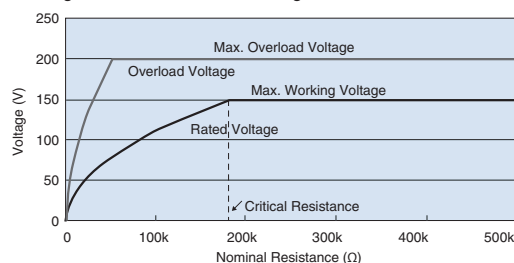 250
200
150
100
50
0
Voltage (V)
Max. Overload Voltage
Overload Voltage
Max. Working Voltage
Rated Voltage
Critical Resistance
0 100k 200k 300k 400k 500k
Nominal Resistance (Ω)